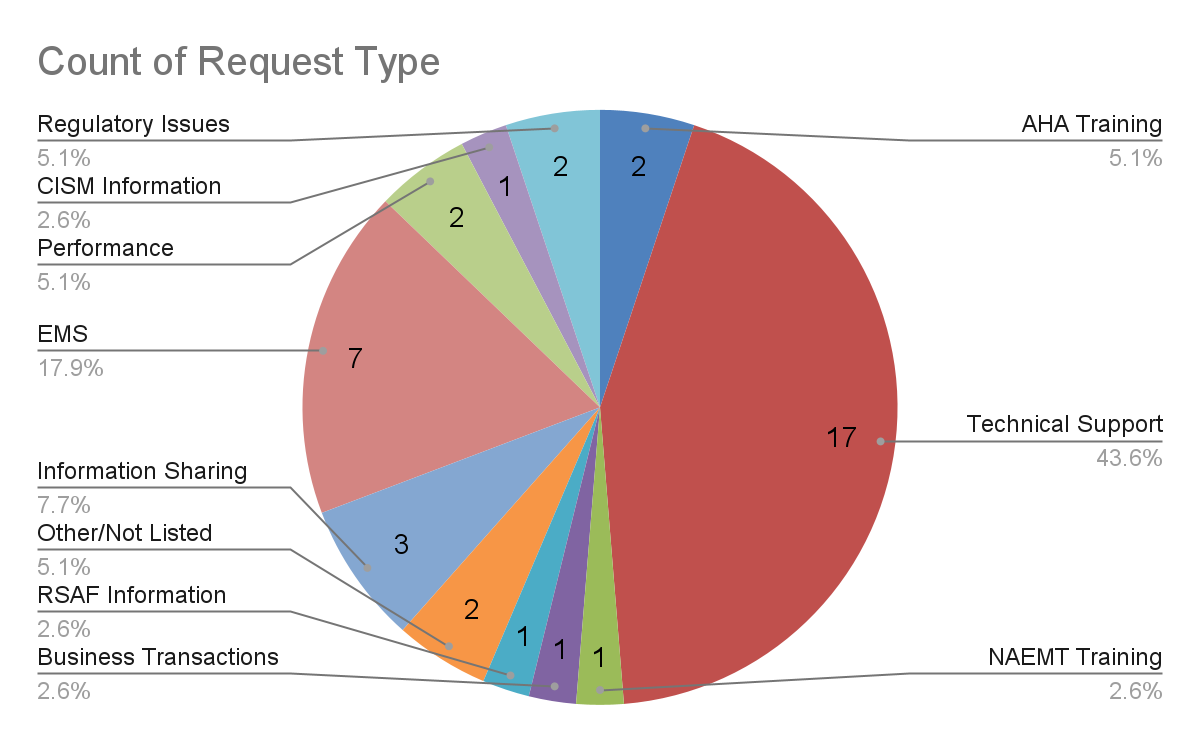 Count of Request Type
Regulatory Issues
5.1%
CISM Information
2.6%
Performance
5.1%
EMS
17.9%
Information Sharing
7.7%
Other/Not Listed
5.1%
RSAF Information
2.6%
Business Transactions
2.6%
AHA Training
5.1%
Technical Support
43.6%
NAEMT Training
2.6%
2
2
1
2
7
17
3
2
1
1
1